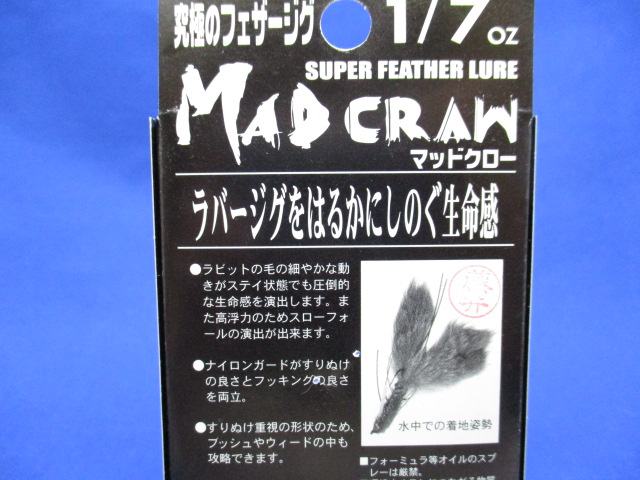 究極のフェザージグ 1/7 oz
SUPER FEATHER LURE
MAD CRAW
マッドクロー
ラバージグをはるかにしのぐ生命感
●ラビットの毛の細やかな動
きがステイ状態でも圧倒的
な生命感を演出します。ま
た高浮力のためスローフォ
ールの演出が出来ます。
●ナイロンガードがすりぬけ
の良さとフッキングの良さ
を両立。
●すりぬけ重視の形状のため、
ブッシュやウィードの中も
攻略できます。
水中での着地姿勢
■フォーミュラ等オイルのスプ
レーは厳禁。